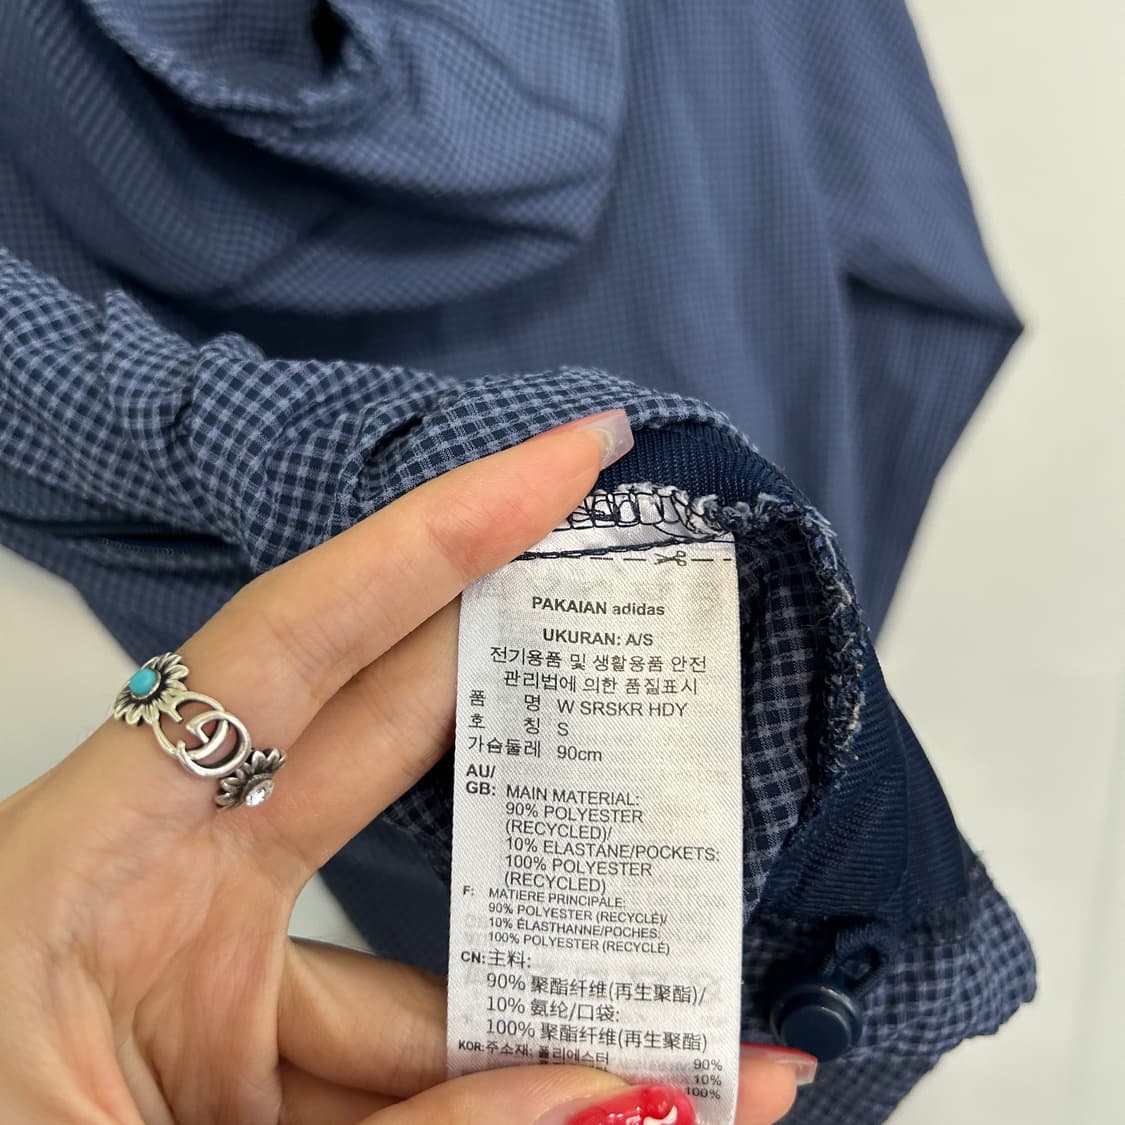 PAKAIAN adidas
UKURAN: A/S
전기용품 및 생활용품 안전
관리법에 의한 품질표시
품 명 W SRSKR HDY
호 칭 S
가슴둘레 90cm
AU/
GB: MAIN MATERIAL:
90% POLYESTER
(RECYCLED)/
10% ELASTANE/POCKETS:
100% POLYESTER
(RECYCLED)
F: MATIÈRE PRINCIPALE:
90% POLYESTER (RECYCLÉ)/
10% ÉLASTHANNE/POCHES:
100% POLYESTER (RECYCLÉ)
CN: 主料:
90% 聚酯纤维(再生聚酯)/
10% 氨纶/口袋:
100% 聚酯纤维(再生聚酯)
KOR: 주소재: 폴리에스터 90%
10%
100%